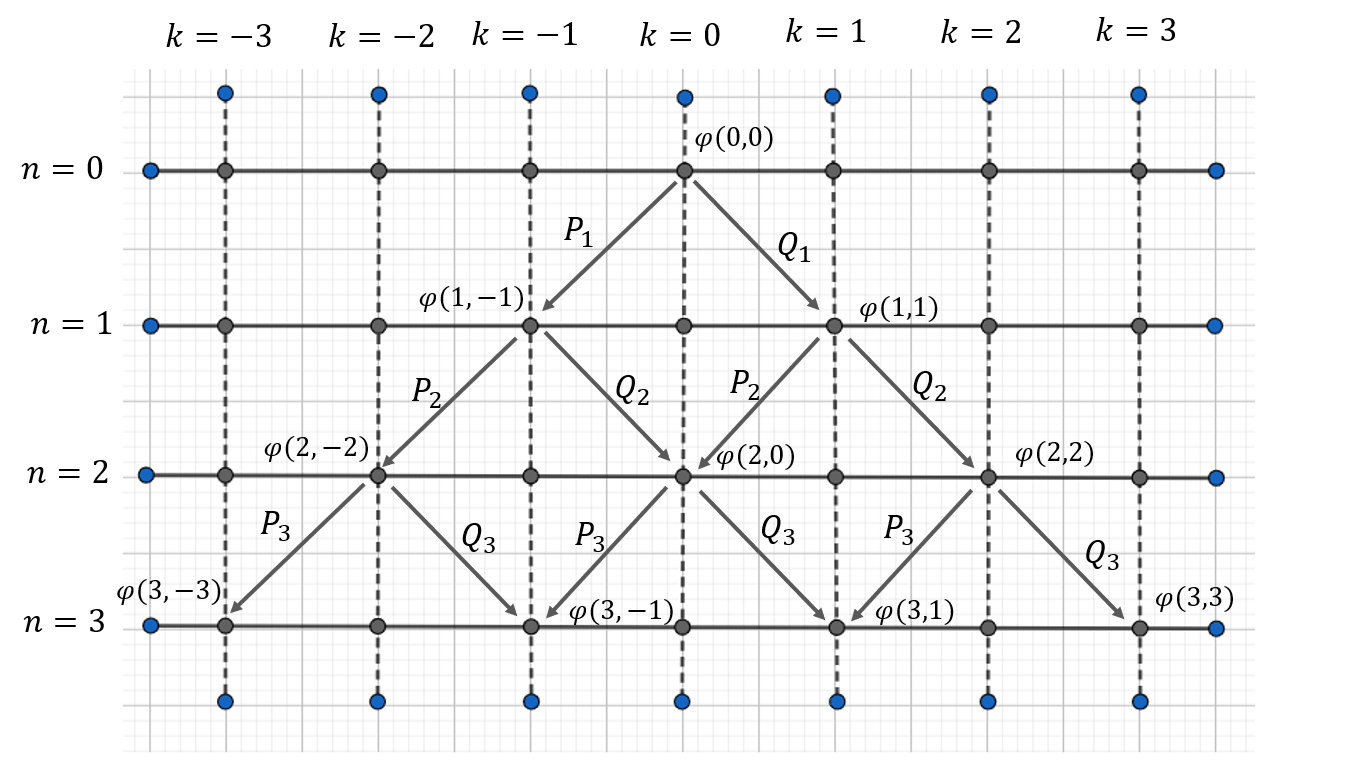 k = −3 k = −2 k = −1 k = 0 k = 1 k = 2 k = 3
φ(0,0)
n = 0
P₁ Q₁
φ(1,−1) φ(1,1)
n = 1
P₂ Q₂ P₂ Q₂
φ(2,−2) φ(2,0) φ(2,2)
n = 2
P₃ Q₃ P₃ Q₃ P₃ Q₃
φ(3,−3) φ(3,−1) φ(3,1) φ(3,3)
n = 3